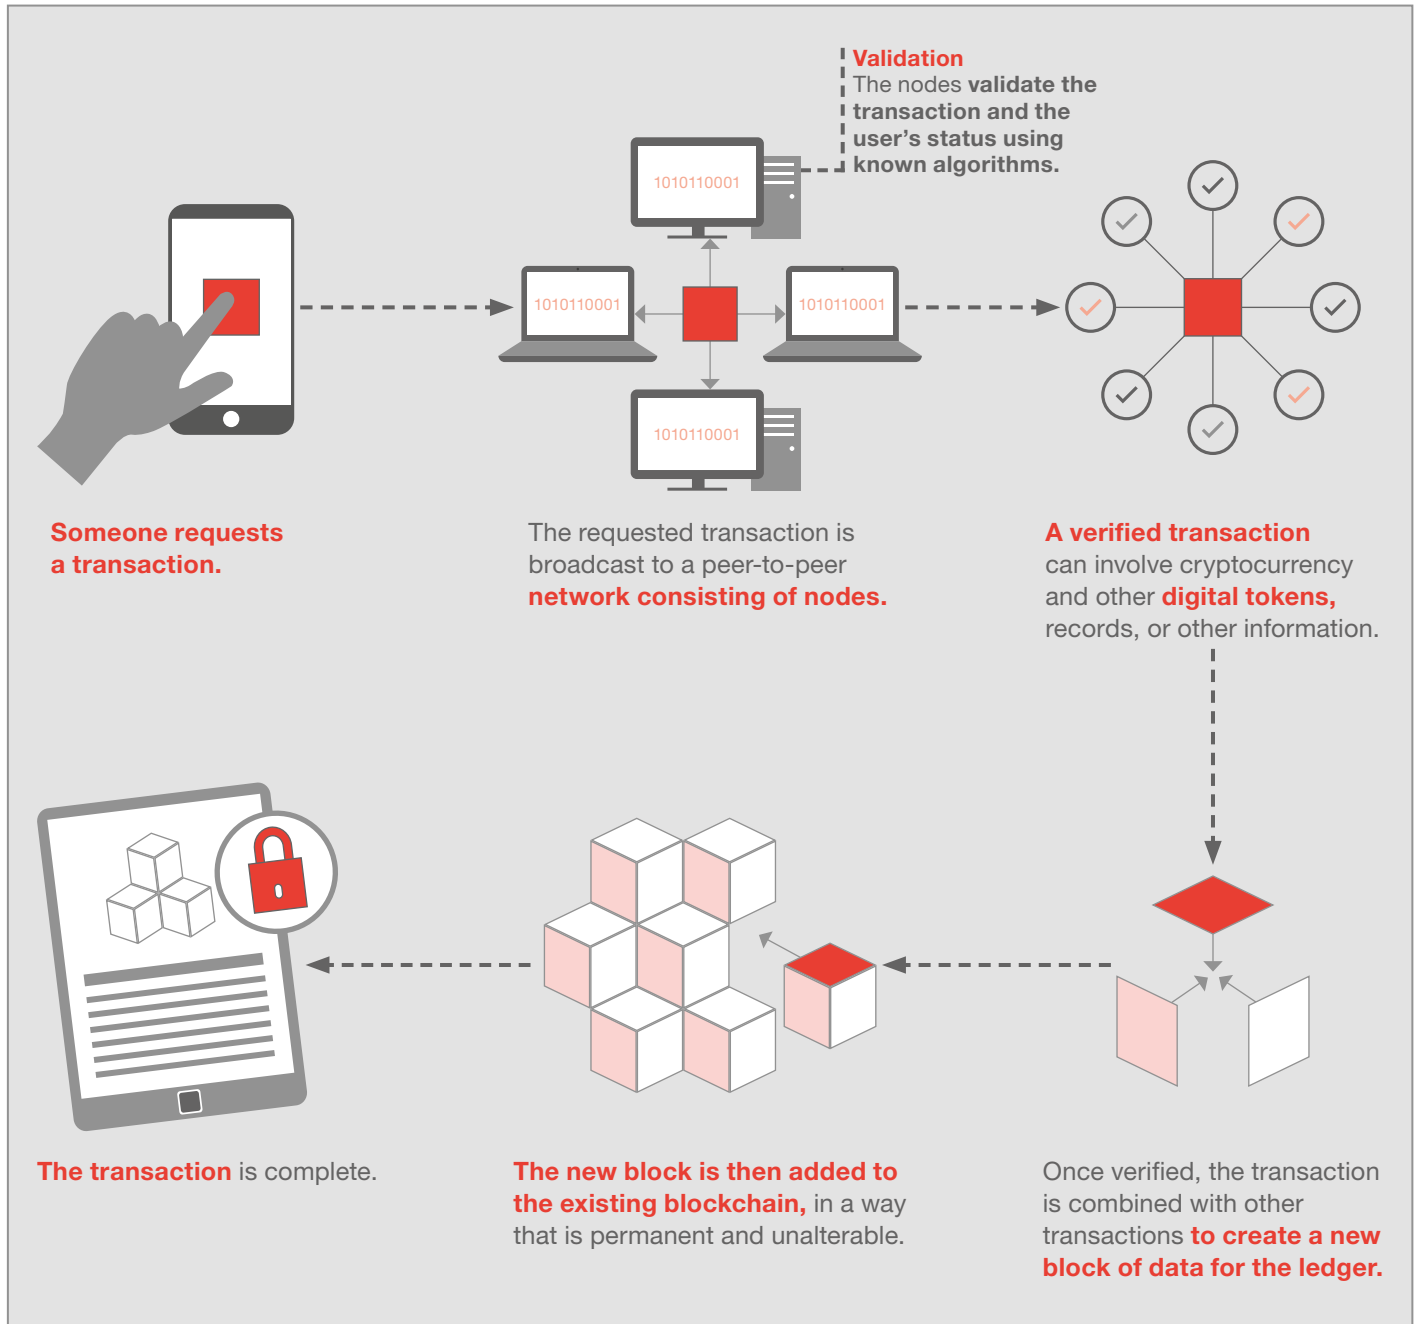 Validation
The nodes validate the
transaction and the
user’s status using
known algorithms.
1010110001
1010110001
1010110001
1010110001
Someone requests
a transaction.
The requested transaction is
broadcast to a peer-to-peer
network consisting of nodes.
A verified transaction
can involve cryptocurrency
and other digital tokens,
records, or other information.
The transaction is complete.
The new block is then added to
the existing blockchain, in a way
that is permanent and unalterable.
Once verified, the transaction
is combined with other
transactions to create a new
block of data for the ledger.